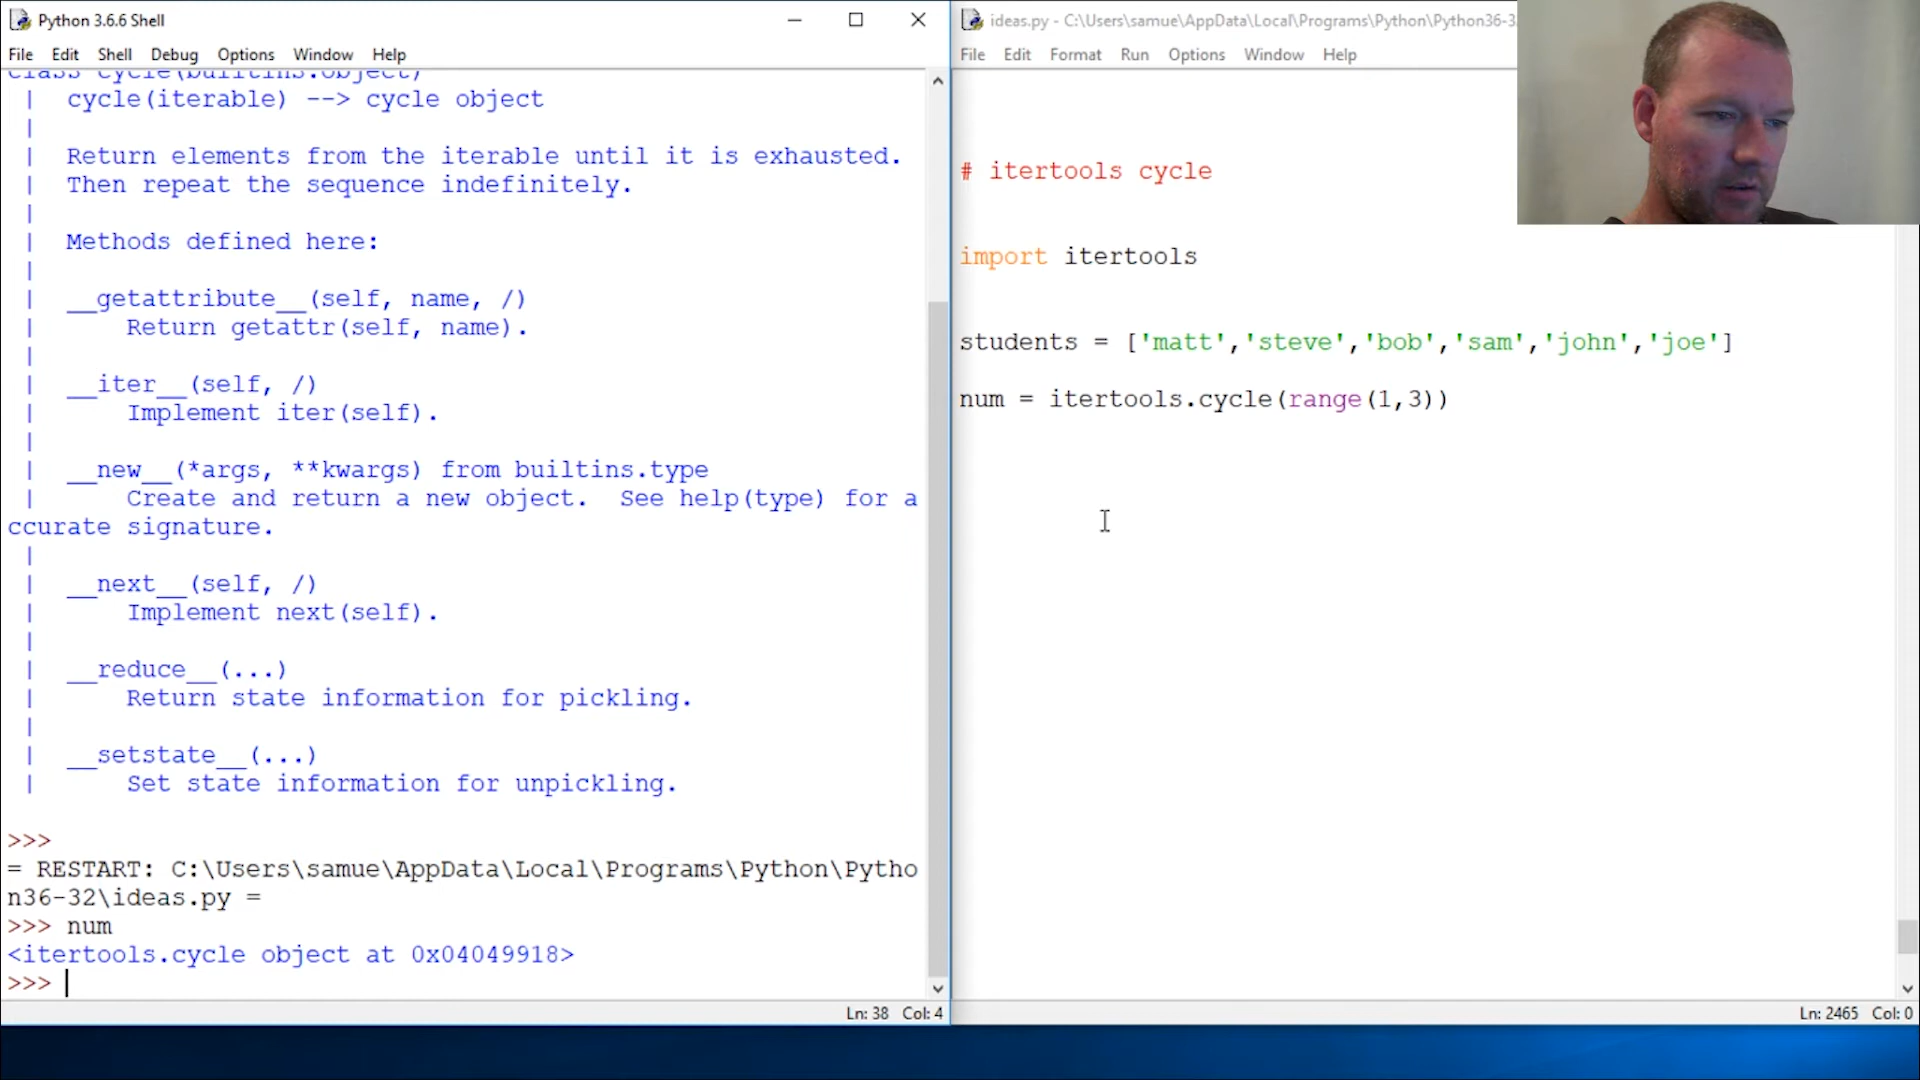 Python 3.6.6 Shell
File Edit Shell Debug Options Window Help
class cycle(builtins.object)
| cycle(iterable) --> cycle object
|
| Return elements from the iterable until it is exhausted.
| Then repeat the sequence indefinitely.
|
| Methods defined here:
|
| __getattribute__(self, name, /)
| Return getattr(self, name).
|
| __iter__(self, /)
| Implement iter(self).
|
| __new__(*args, **kwargs) from builtins.type
| Create and return a new object.  See help(type) for a
ccurate signature.
|
| __next__(self, /)
| Implement next(self).
|
| __reduce__(...)
| Return state information for pickling.
|
| __setstate__(...)
| Set state information for unpickling.
>>>
= RESTART: C:\Users\samue\AppData\Local\Programs\Python\Pytho
n36-32\ideas.py =
>>> num
<itertools.cycle object at 0x04049918>
>>>
Ln: 38 Col: 4
ideas.py - C:\Users\samue\AppData\Local\Programs\Python\Python36-3
File Edit Format Run Options Window Help
# itertools cycle
import itertools
students = ['matt','steve','bob','sam','john','joe']
num = itertools.cycle(range(1,3))
Ln: 2465 Col: 0